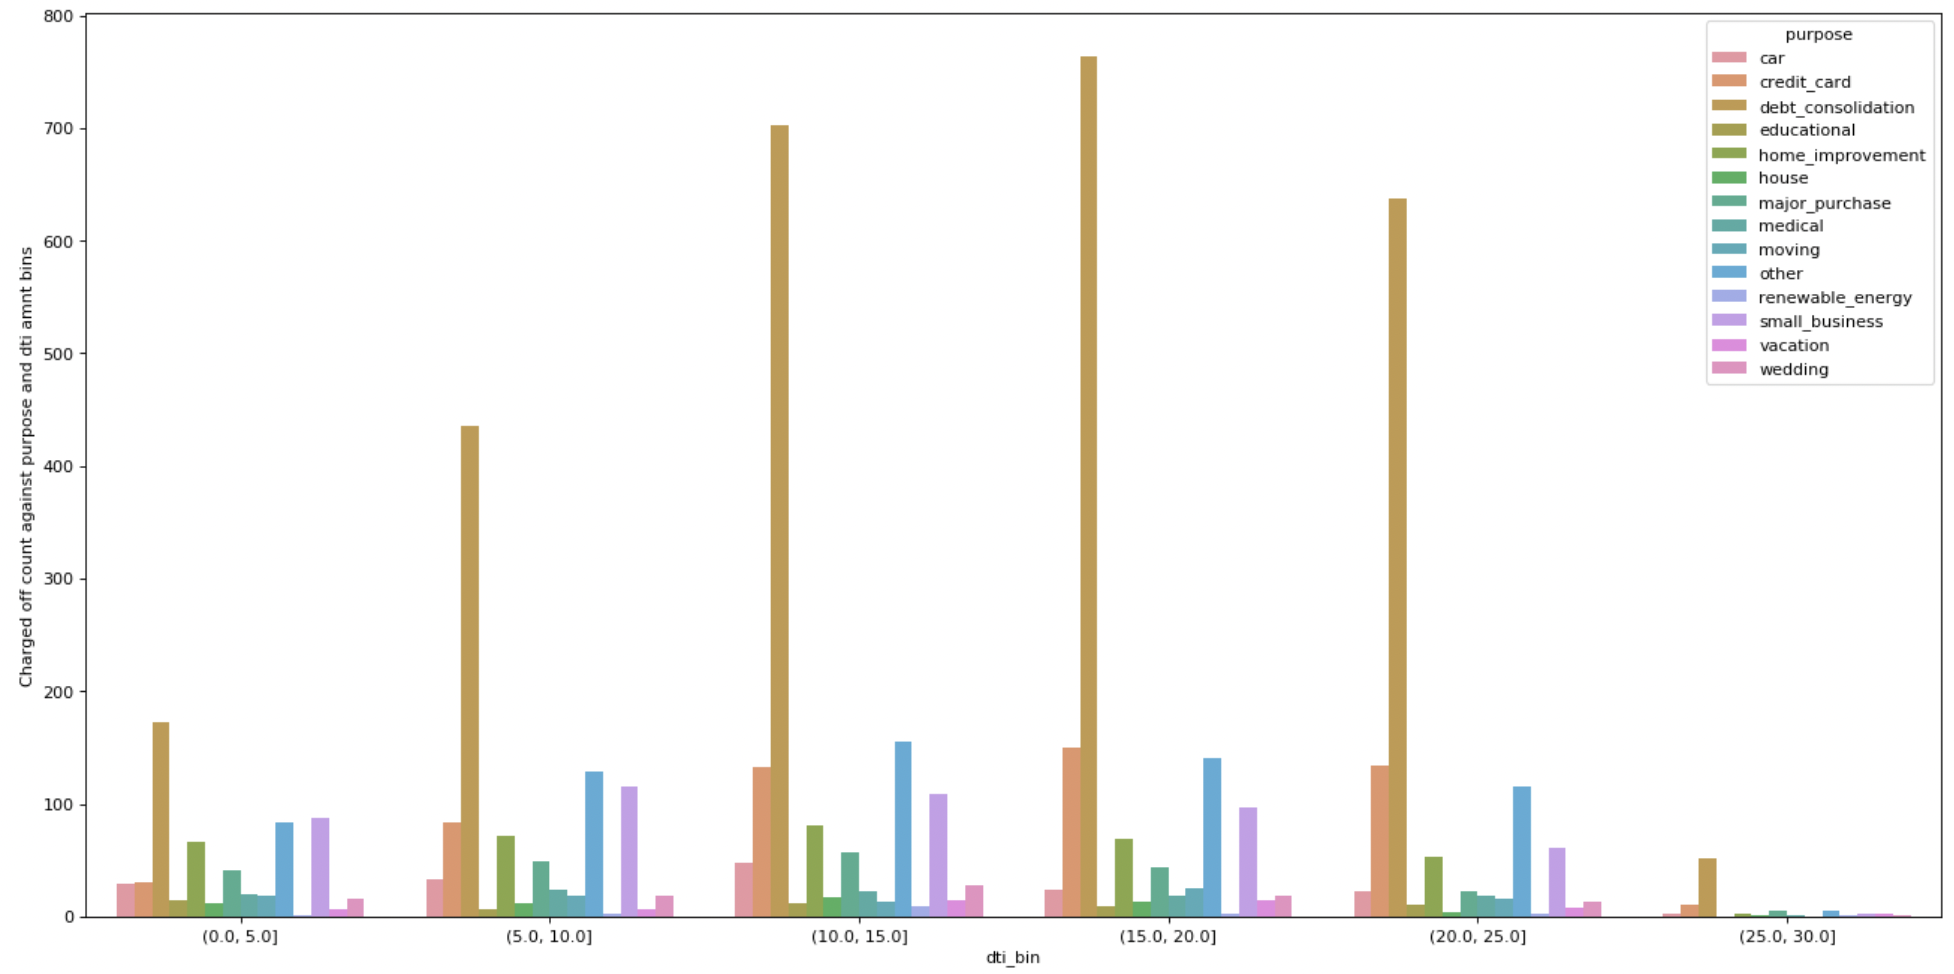 800
700
600
500
400
300
200
100
0
Charged off count against purpose and dti amnt bins
(0.0, 5.0]
(5.0, 10.0]
(10.0, 15.0]
(15.0, 20.0]
(20.0, 25.0]
(25.0, 30.0]
dti_bin
purpose
car
credit_card
debt_consolidation
educational
home_improvement
house
major_purchase
medical
moving
other
renewable_energy
small_business
vacation
wedding